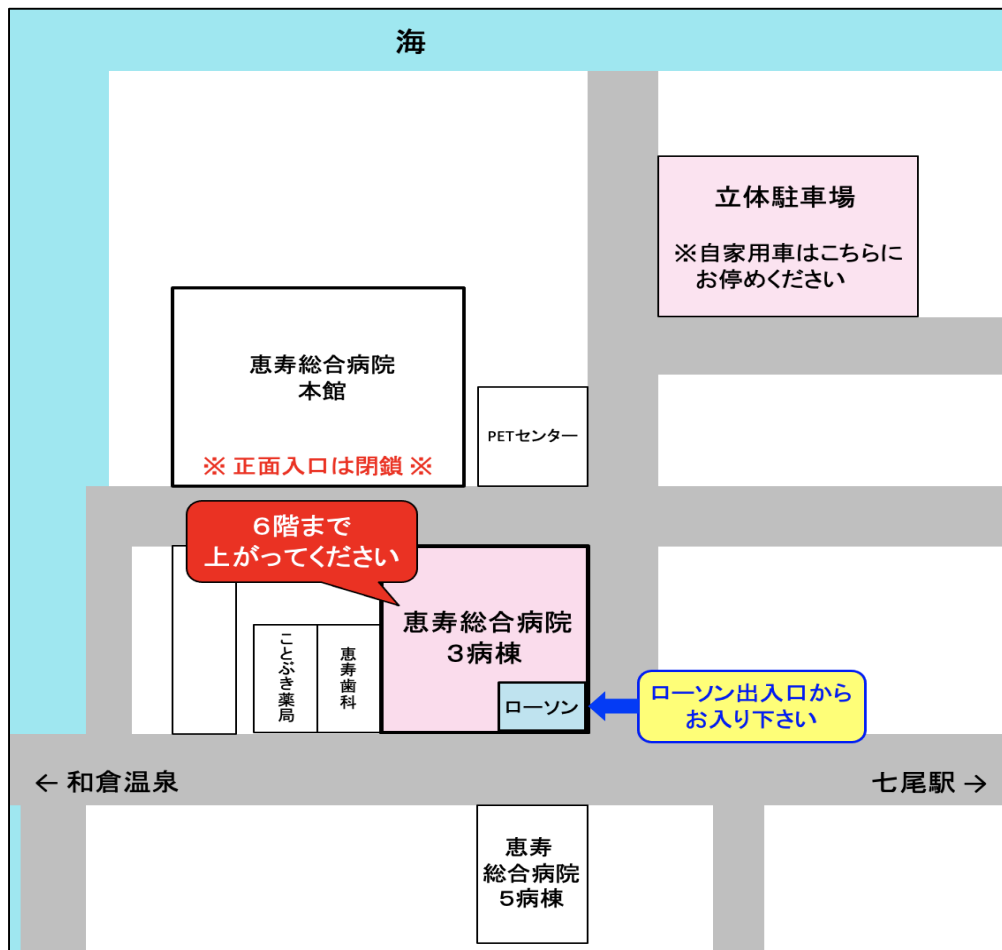 海
立体駐車場
※自家用車はこちらに
お停めください
恵寿総合病院
本館
※ 正面入口は閉鎖 ※
PETセンター
6階まで
上がってください
恵寿総合病院
3病棟
ことぶき薬局
恵寿歯科
ローソン
ローソン出入口から
お入り下さい
← 和倉温泉
七尾駅 →
恵寿
総合病院
5病棟